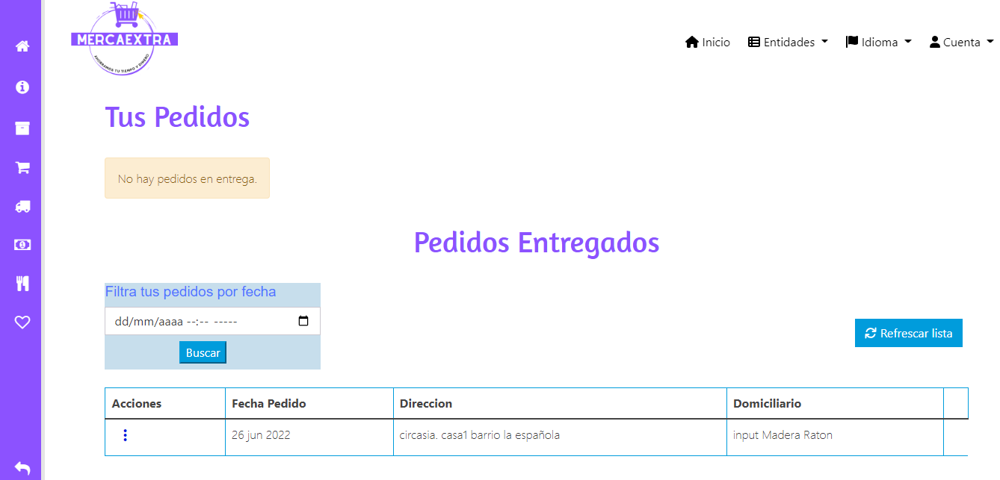 MERCAEXTRA
AHORRAMOS TU TIEMPO Y DINERO
Inicio Entidades Idioma Cuenta
Tus Pedidos
No hay pedidos en entrega.
Pedidos Entregados
Filtra tus pedidos por fecha
dd/mm/aaaa --:-- -----
Buscar
Refrescar lista
Acciones Fecha Pedido Direccion Domiciliario
26 jun 2022 circasia. casa1 barrio la española input Madera Raton